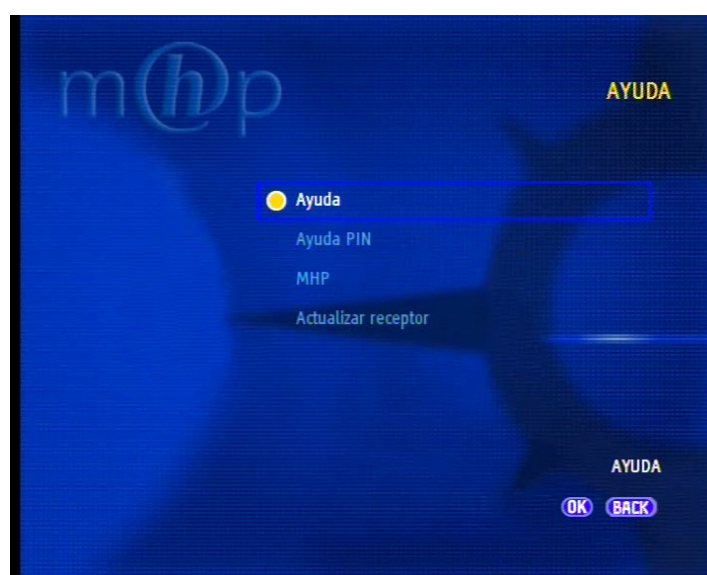 mhp
AYUDA
Ayuda
Ayuda PIN
MHP
Actualizar receptor
AYUDA
OK BACK